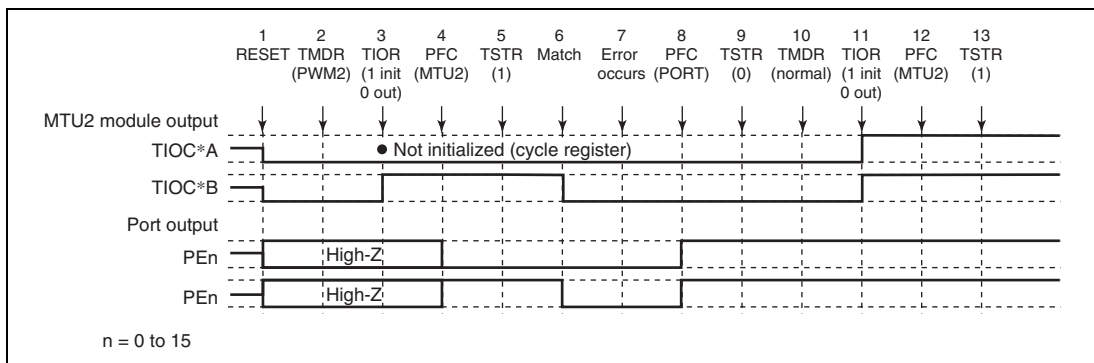 1 2 3 4 5 6 7 8 9 10 11 12 13
RESET TMDR TIOR PFC TSTR Match Error PFC TSTR TMDR TIOR PFC TSTR
(PWM2) (1 init (MTU2) (1) occurs (PORT) (0) (normal) (1 init (MTU2) (1)
0 out) 0 out)
MTU2 module output
TIOC*A ● Not initialized (cycle register)
TIOC*B
Port output
PEn High-Z
PEn High-Z
n = 0 to 15